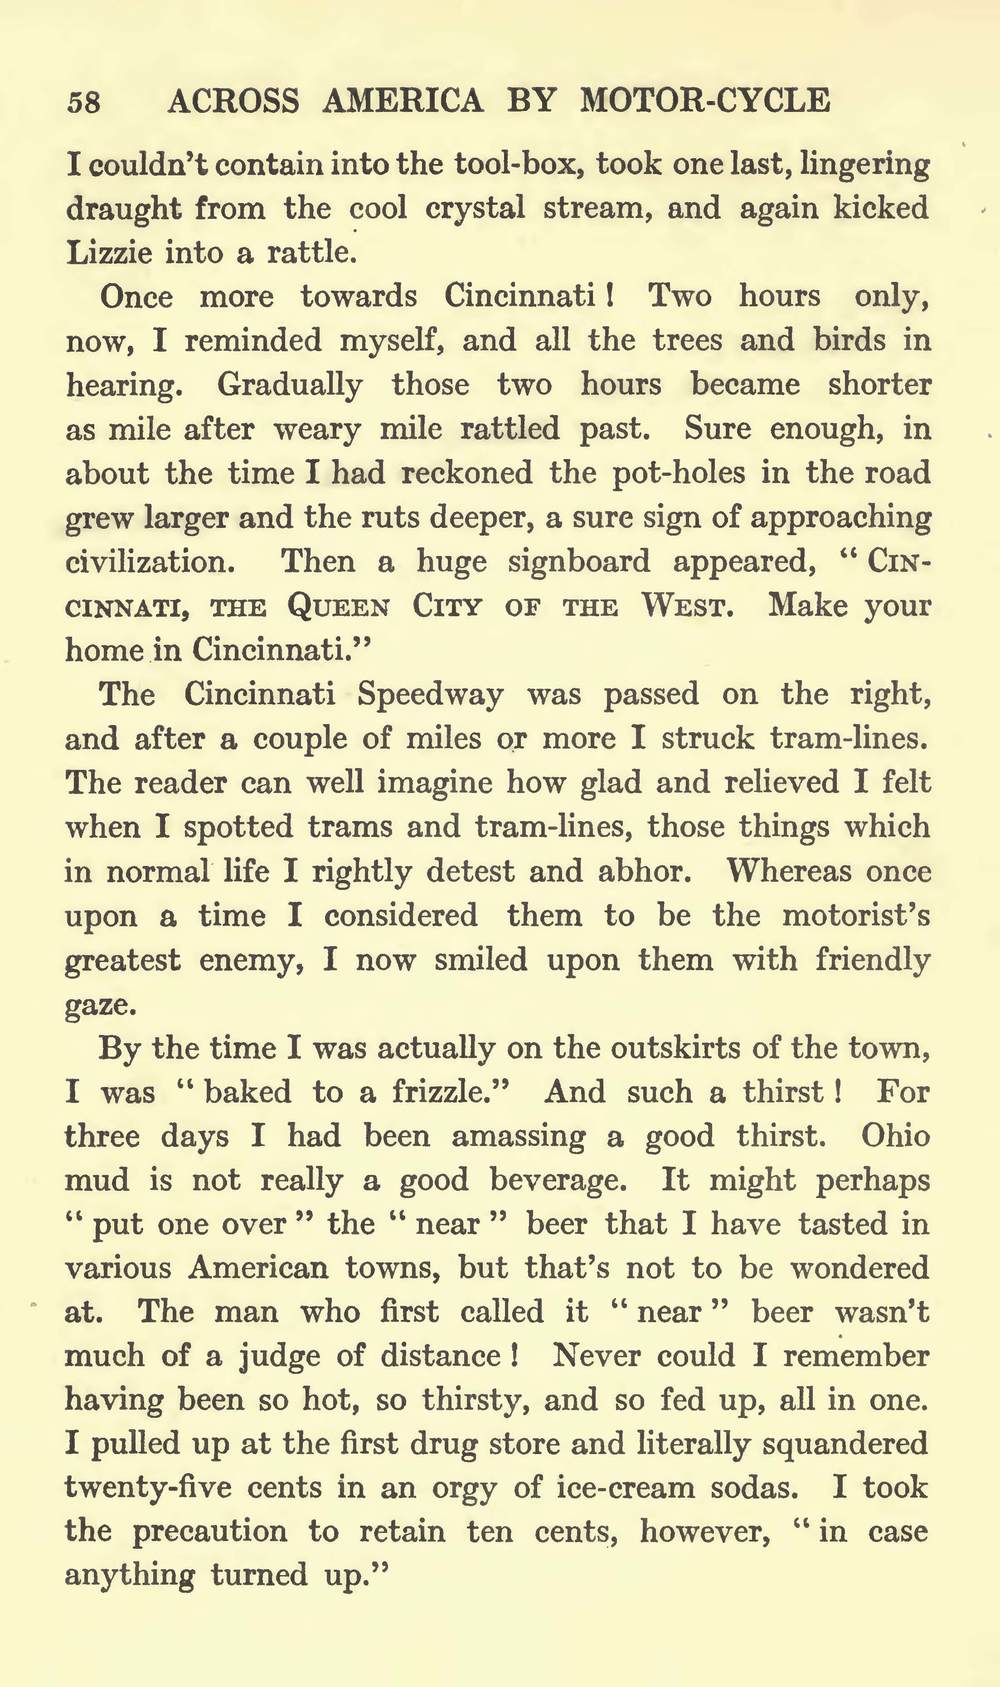 58 ACROSS AMERICA BY MOTOR-CYCLE
I couldn’t contain into the tool-box, took one last, lingering
draught from the cool crystal stream, and again kicked
Lizzie into a rattle.
Once more towards Cincinnati ! Two hours only,
now, I reminded myself, and all the trees and birds in
hearing. Gradually those two hours became shorter
as mile after weary mile rattled past. Sure enough, in
about the time I had reckoned the pot-holes in the road
grew larger and the ruts deeper, a sure sign of approaching
civilization. Then a huge signboard appeared, “ CIN-
CINNATI, THE QUEEN CITY OF THE WEST. Make your
home in Cincinnati.”
The Cincinnati Speedway was passed on the right,
and after a couple of miles or more I struck tram-lines.
The reader can well imagine how glad and relieved I felt
when I spotted trams and tram-lines, those things which
in normal life I rightly detest and abhor. Whereas once
upon a time I considered them to be the motorist’s
greatest enemy, I now smiled upon them with friendly
gaze.
By the time I was actually on the outskirts of the town,
I was “ baked to a frizzle.” And such a thirst ! For
three days I had been amassing a good thirst. Ohio
mud is not really a good beverage. It might perhaps
“ put one over ” the “ near ” beer that I have tasted in
various American towns, but that’s not to be wondered
at. The man who first called it “ near ” beer wasn’t
much of a judge of distance ! Never could I remember
having been so hot, so thirsty, and so fed up, all in one.
I pulled up at the first drug store and literally squandered
twenty-five cents in an orgy of ice-cream sodas. I took
the precaution to retain ten cents, however, “ in case
anything turned up.”